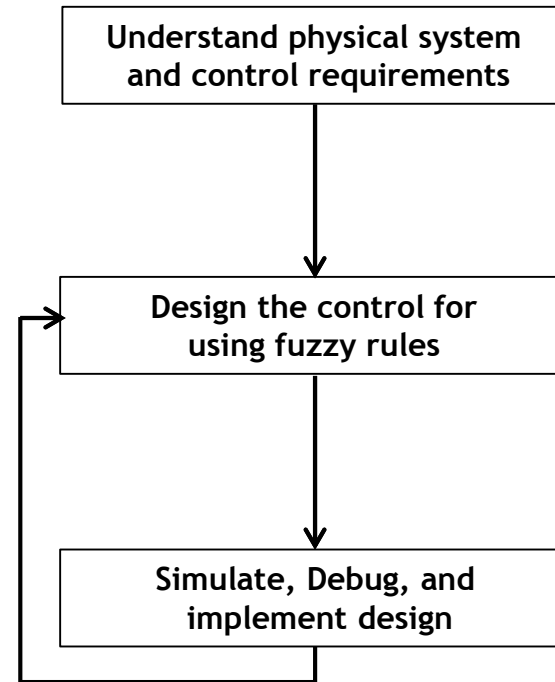 Understand physical system
and control requirements
Design the control for
using fuzzy rules
Simulate, Debug, and
implement design